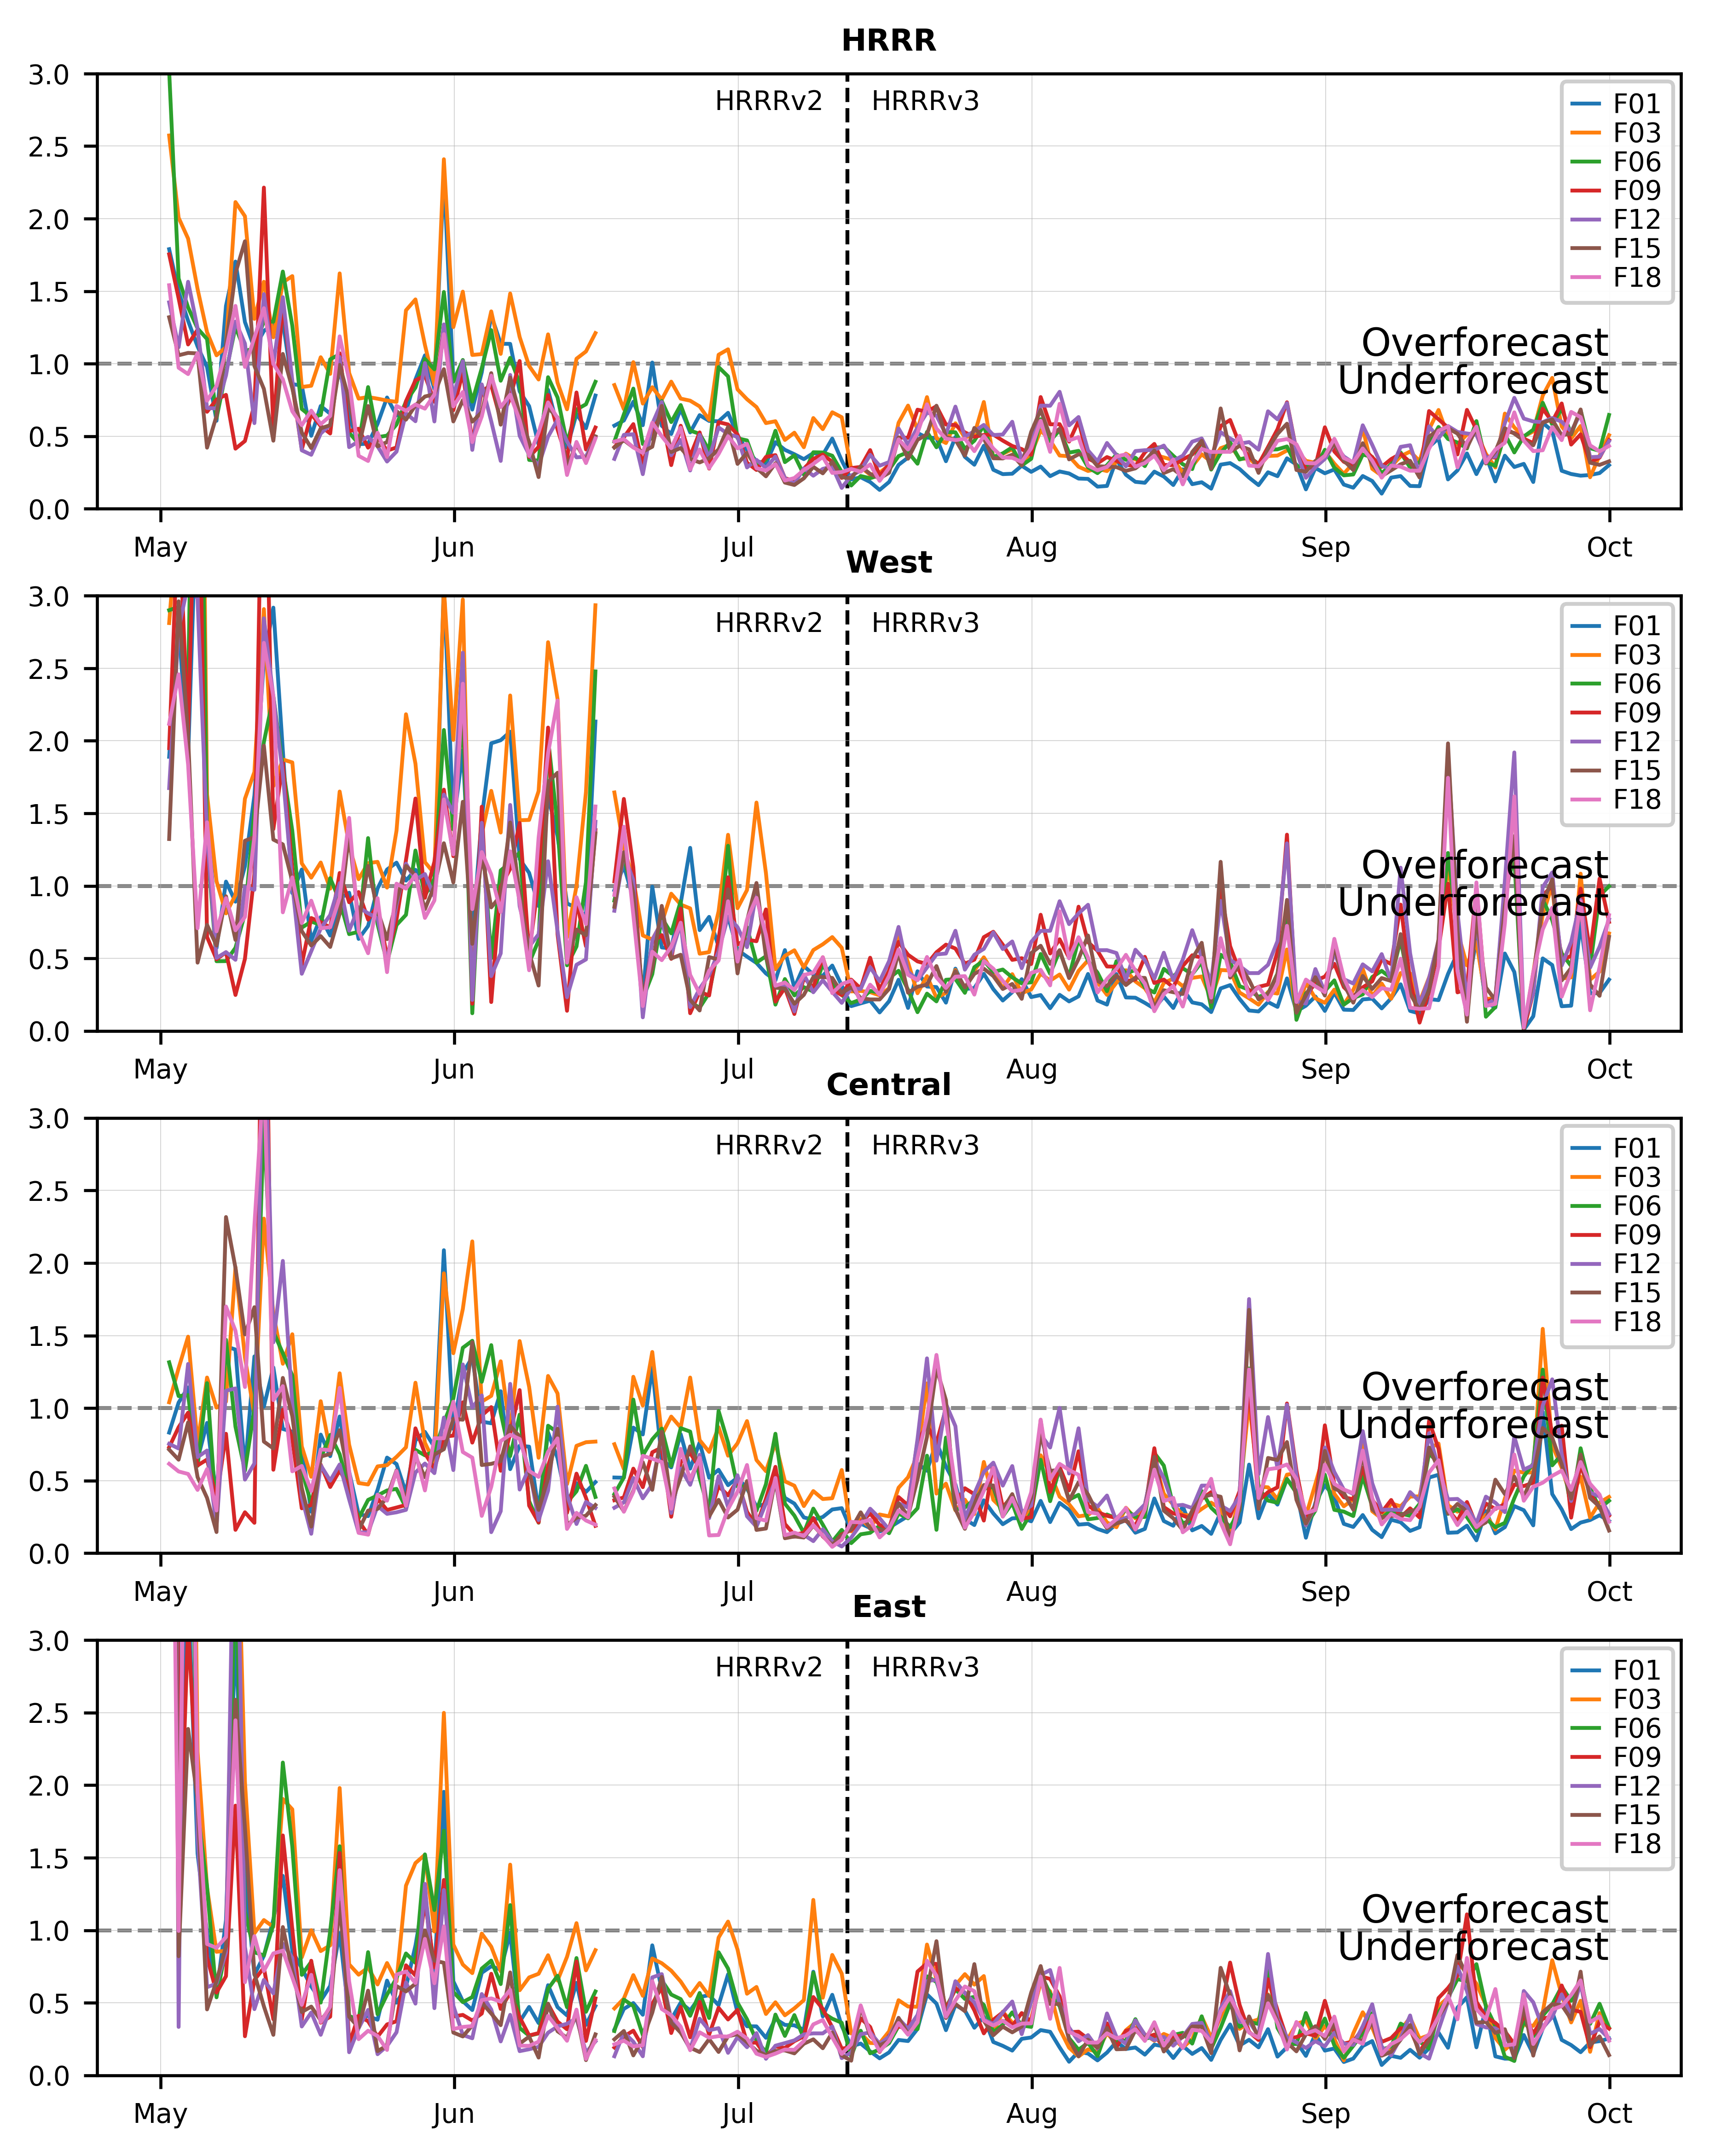 HRRR
3.0
2.5
2.0
1.5
1.0
0.5
0.0
HRRRv2
HRRRv3
F01
F03
F06
F09
F12
F15
F18
Overforecast
Underforecast
May
Jun
Jul
Aug
Sep
Oct
West
3.0
2.5
2.0
1.5
1.0
0.5
0.0
HRRRv2
HRRRv3
F01
F03
F06
F09
F12
F15
F18
Overforecast
Underforecast
May
Jun
Jul
Aug
Sep
Oct
Central
3.0
2.5
2.0
1.5
1.0
0.5
0.0
HRRRv2
HRRRv3
F01
F03
F06
F09
F12
F15
F18
Overforecast
Underforecast
May
Jun
Jul
Aug
Sep
Oct
East
3.0
2.5
2.0
1.5
1.0
0.5
0.0
HRRRv2
HRRRv3
F01
F03
F06
F09
F12
F15
F18
Overforecast
Underforecast
May
Jun
Jul
Aug
Sep
Oct